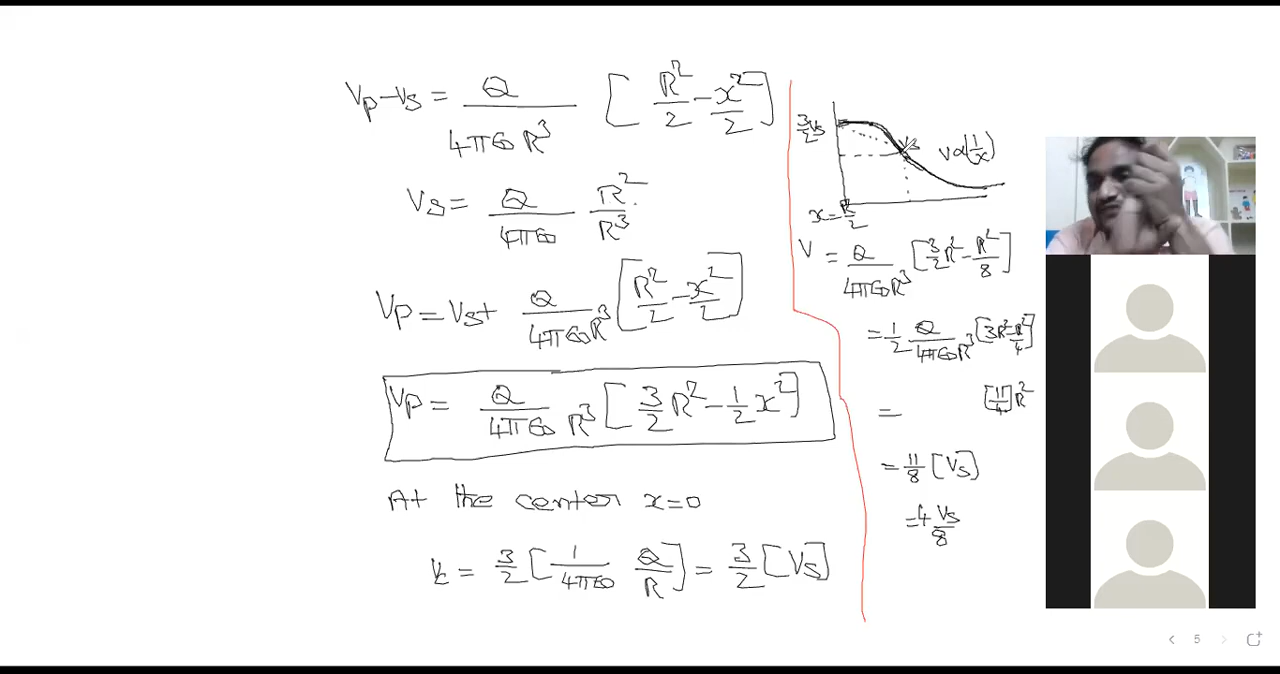 Vp-Vs = Q / 4πϵ0R³ [R²/2 - x²/2]
Vs = Q / 4πϵ0 R²/R³
Vp = Vs + Q / 4πϵ0R³ [R²/2 - x²/2]
Vp = Q / 4πϵ0R³ [3/2 R² - 1/2 x²]
At the center x=0
Vc = 3/2 [1/4πϵ0 Q/R] = 3/2 [Vs]
3/2 Vs
Vs
V∝(1/x)
x=R/2
V = Q / 4πϵ0R³ [3/2 R² - R²/8]
= 1/2 Q / 4πϵ0R³ [3R² - R²/4]
= [11/4] R²
= 11/8 [Vs]
5